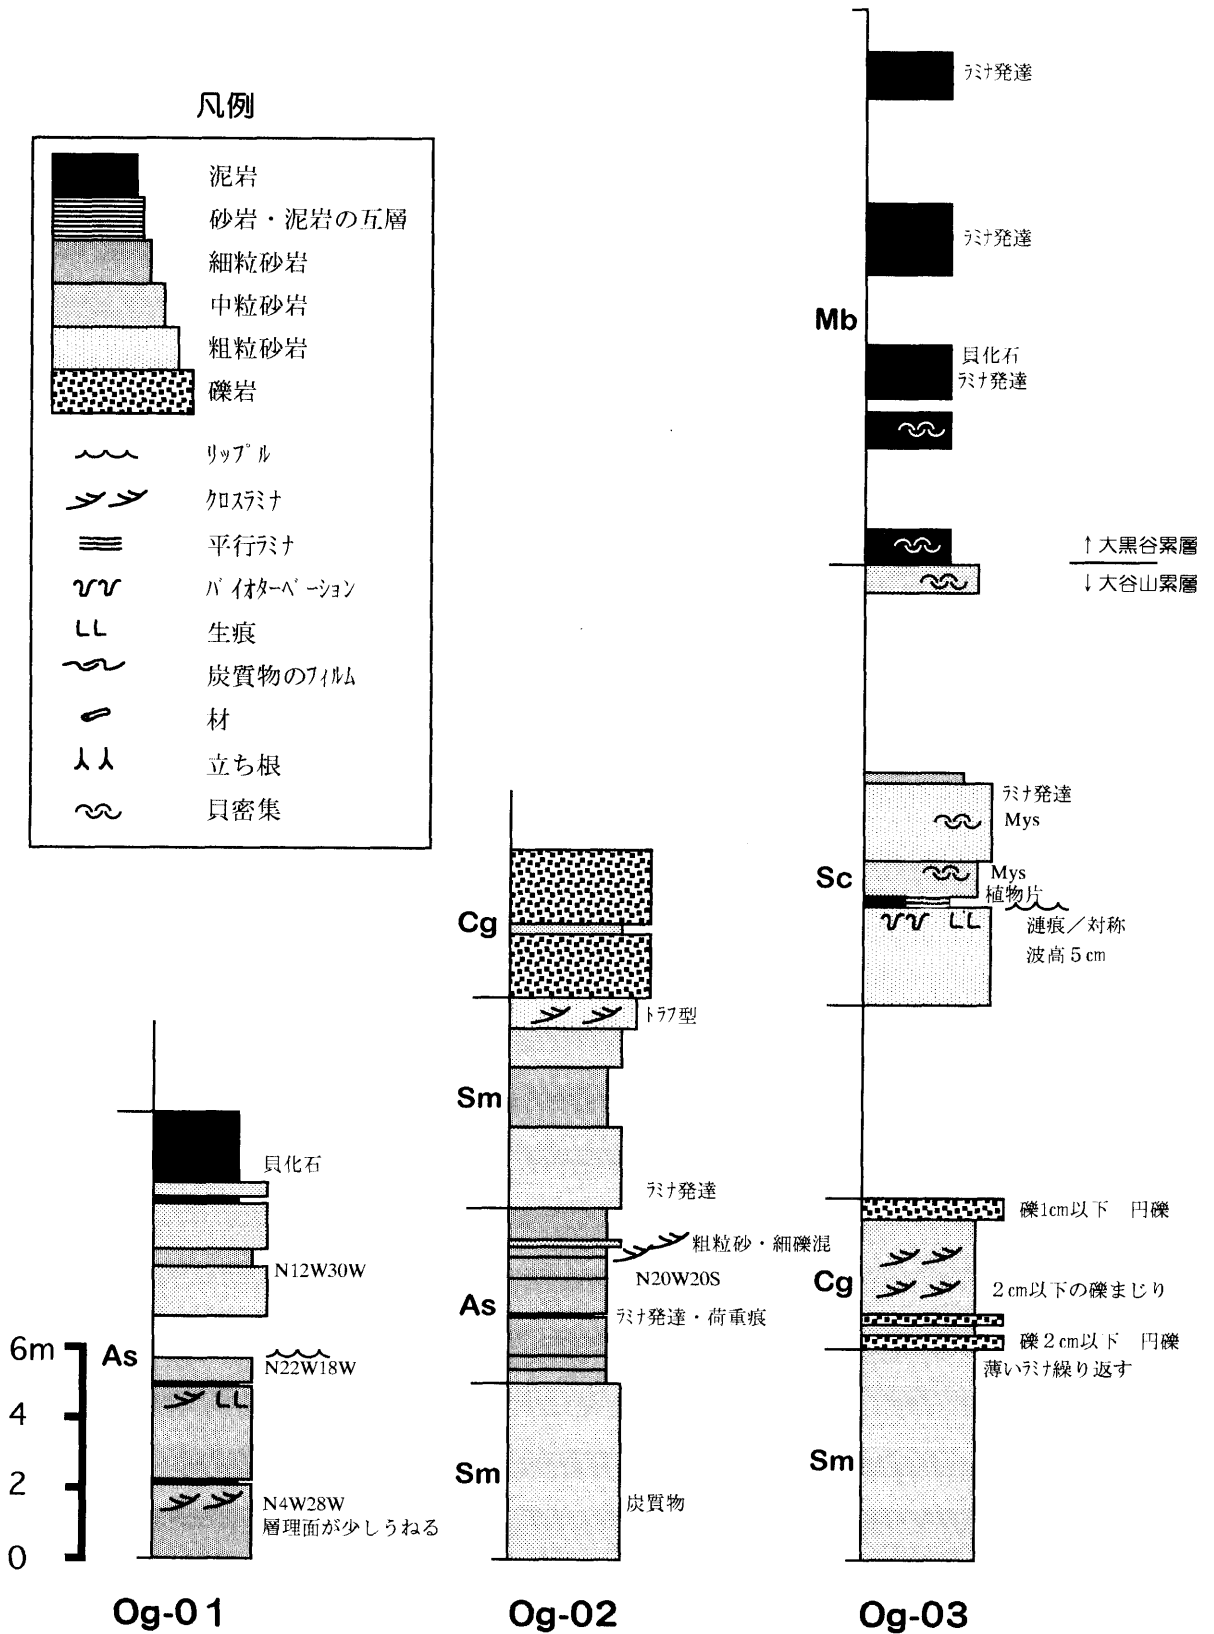 凡例
泥岩
砂岩・泥岩の互層
細粒砂岩
中粒砂岩
粗粒砂岩
礫岩
リップル
クロスラミナ
平行ラミナ
バイオターベーション
生痕
炭質物のフィルム
材
立ち根
貝密集
6m
4
2
0
As
貝化石
N12W30W
N22W18W
N4W28W
層理面が少しうねる
Og-01
Cg
Sm
As
Sm
トラフ型
ラミナ発達
粗粒砂・細礫混
N20W20S
ラミナ発達・荷重痕
炭質物
Og-02
Mb
Sc
Cg
Sm
ラミナ発達
ラミナ発達
貝化石
ラミナ発達
↑大黒谷累層
↓大谷山累層
ラミナ発達
Mys
Mys
植物片
漣痕／対称
波高5cm
礫1cm以下 円礫
2cm以下の礫まじり
礫2cm以下 円礫
薄いラミナ繰り返す
Og-03